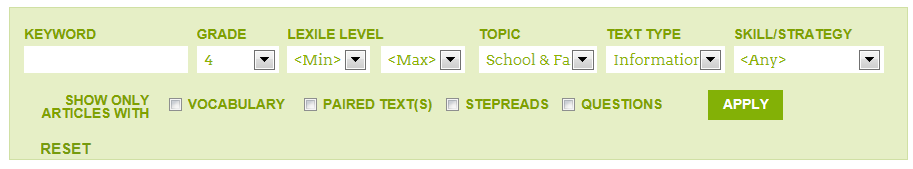 KEYWORD GRADE LEXILE LEVEL TOPIC TEXT TYPE SKILL/STRATEGY
4 <Min> <Max> School & Fa Information <Any>
SHOW ONLY
ARTICLES WITH
VOCABULARY PAIRED TEXT(S) STEPREADS QUESTIONS APPLY
RESET